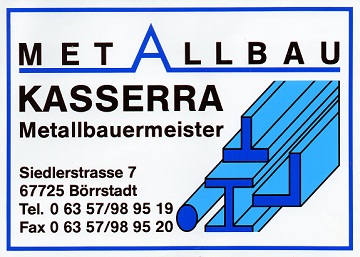 METALLBAU
KASSERRA
Metallbauermeister
Siedlerstrasse 7
67725 Börrstadt
Tel. 0 63 57/98 95 19
Fax 0 63 57/98 95 20